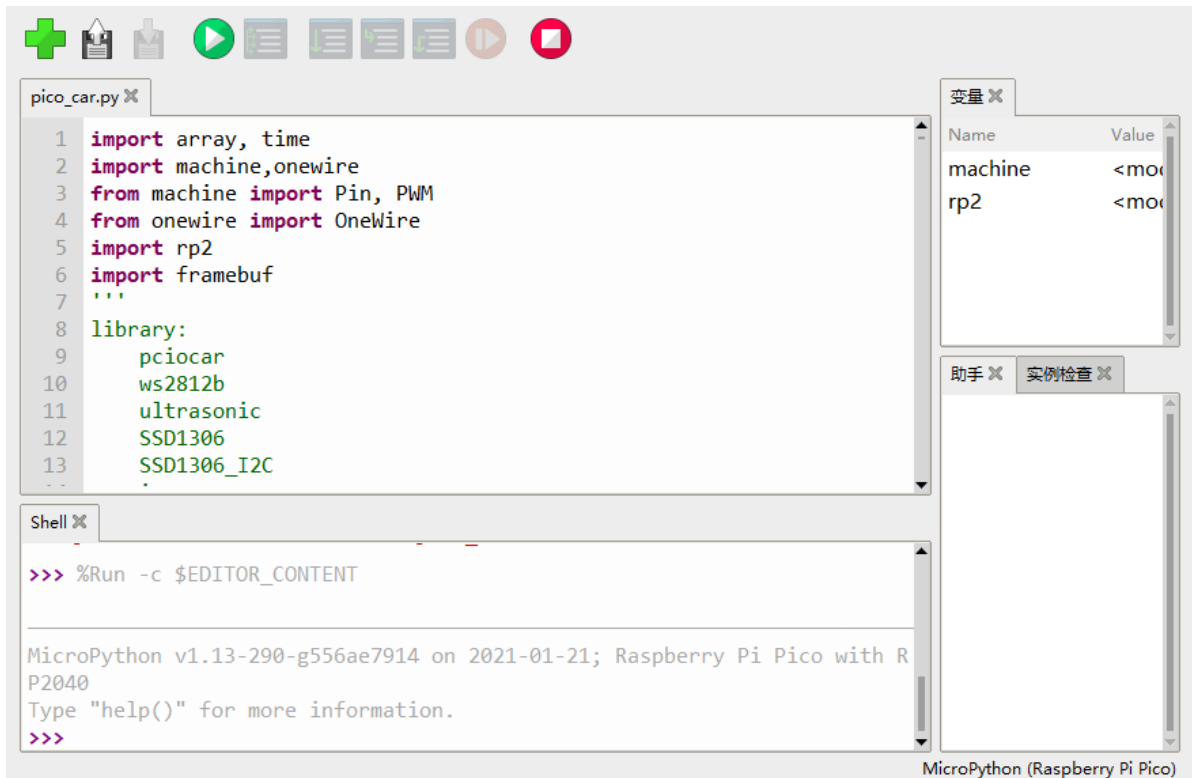 pico_car.py
1 import array, time
2 import machine,onewire
3 from machine import Pin, PWM
4 from onewire import OneWire
5 import rp2
6 import framebuf
7 '''
8 library:
9     pciocar
10     ws2812b
11     ultrasonic
12     SSD1306
13     SSD1306_I2C
Shell
>>> %Run -c $EDITOR_CONTENT
MicroPython v1.13-290-g556ae7914 on 2021-01-21; Raspberry Pi Pico with R
P2040
Type "help()" for more information.
>>>
变量
Name Value
machine <mod
rp2 <mod
助手 实例检查
MicroPython (Raspberry Pi Pico)